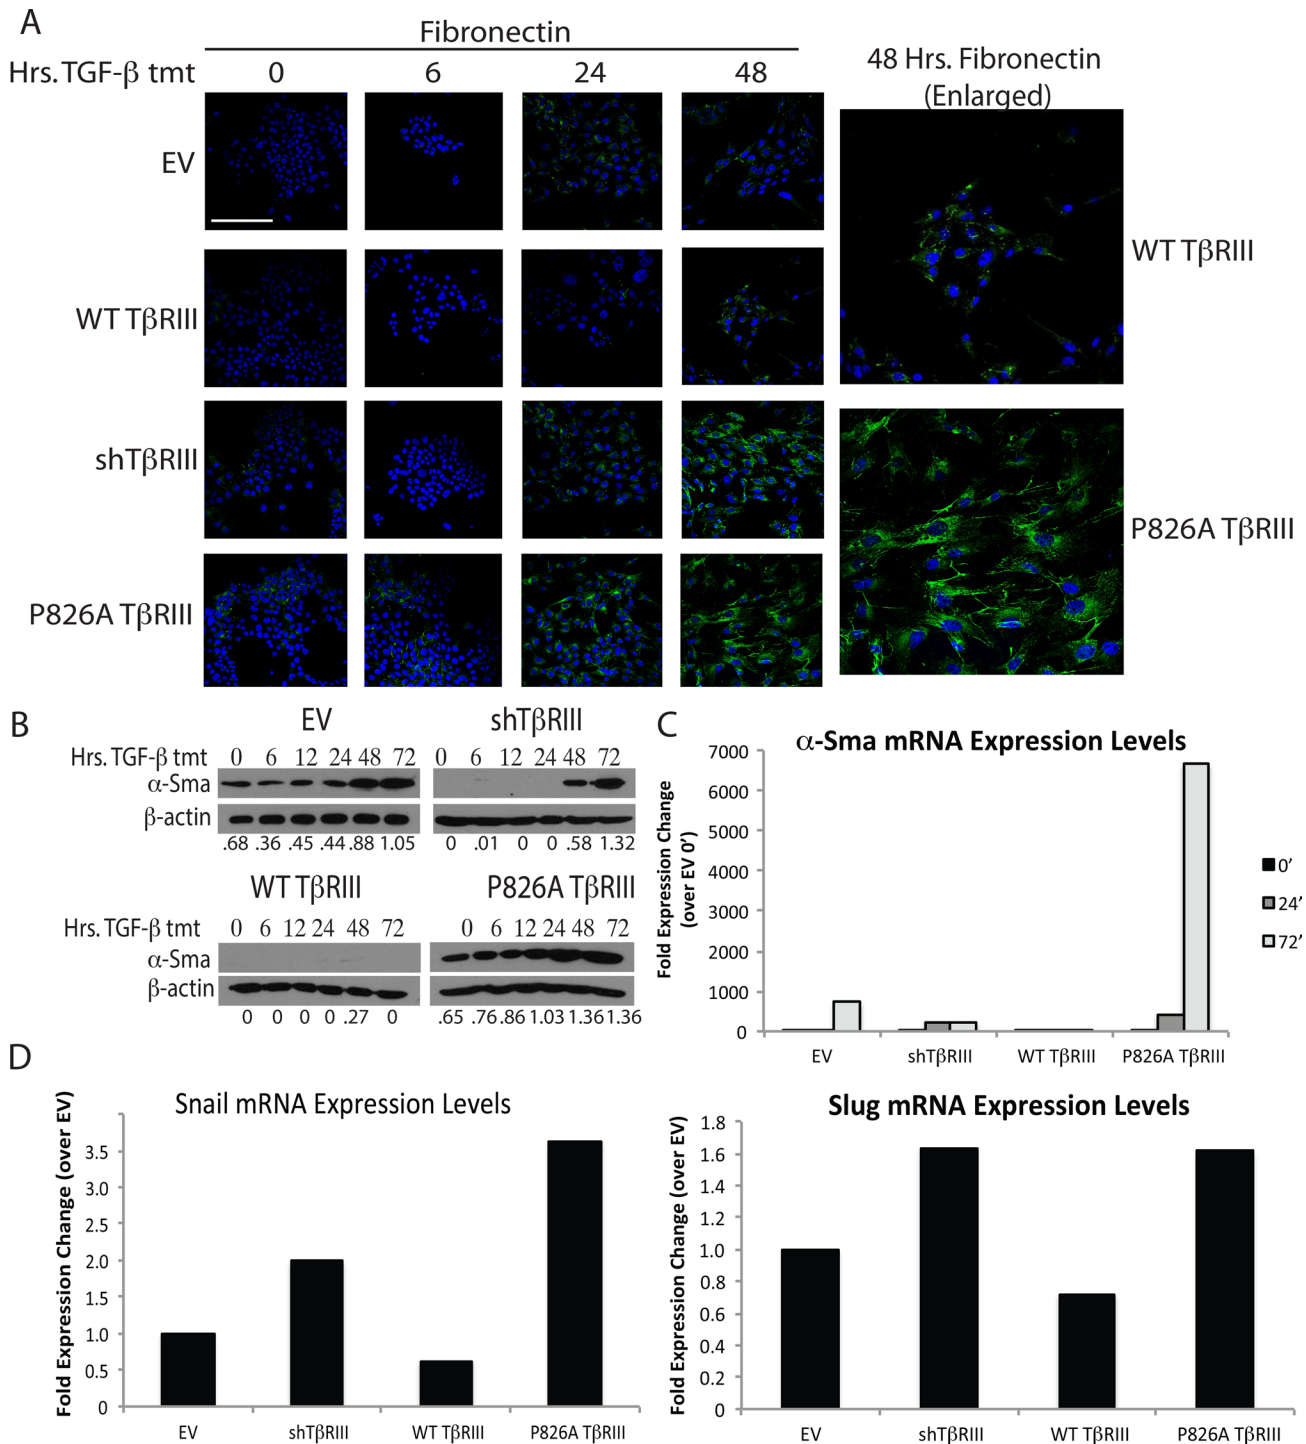 A
Fibronectin
Hrs. TGF-β tmt 0 6 24 48
48 Hrs. Fibronectin
(Enlarged)
EV
WT TβRIII
WT TβRIII
shTβRIII
P826A TβRIII
P826A TβRIII
B
EV
Hrs. TGF-β tmt 0 6 12 24 48 72
α-Sma
β-actin
.68 .36 .45 .44 .88 1.05
shTβRIII
0 6 12 24 48 72
0 .01 0 0 .58 1.32
WT TβRIII
Hrs. TGF-β tmt 0 6 12 24 48 72
α-Sma
β-actin
0 0 0 0 .27 0
P826A TβRIII
0 6 12 24 48 72
.65 .76 .86 1.03 1.36 1.36
C
α-Sma mRNA Expression Levels
Fold Expression Change
(over EV 0')
7000
6000
5000
4000
3000
2000
1000
0
EV shTβRIII WT TβRIII P826A TβRIII
0'
24'
72'
D
Snail mRNA Expression Levels
Fold Expression Change (over EV)
3.5
3.0
2.5
2.0
1.5
1.0
0.5
0
EV shTβRIII WT TβRIII P826A TβRIII
Slug mRNA Expression Levels
Fold Expression Change (over EV)
1.8
1.6
1.4
1.2
1.0
0.8
0.6
0.4
0.2
0
EV shTβRIII WT TβRIII P826A TβRIII